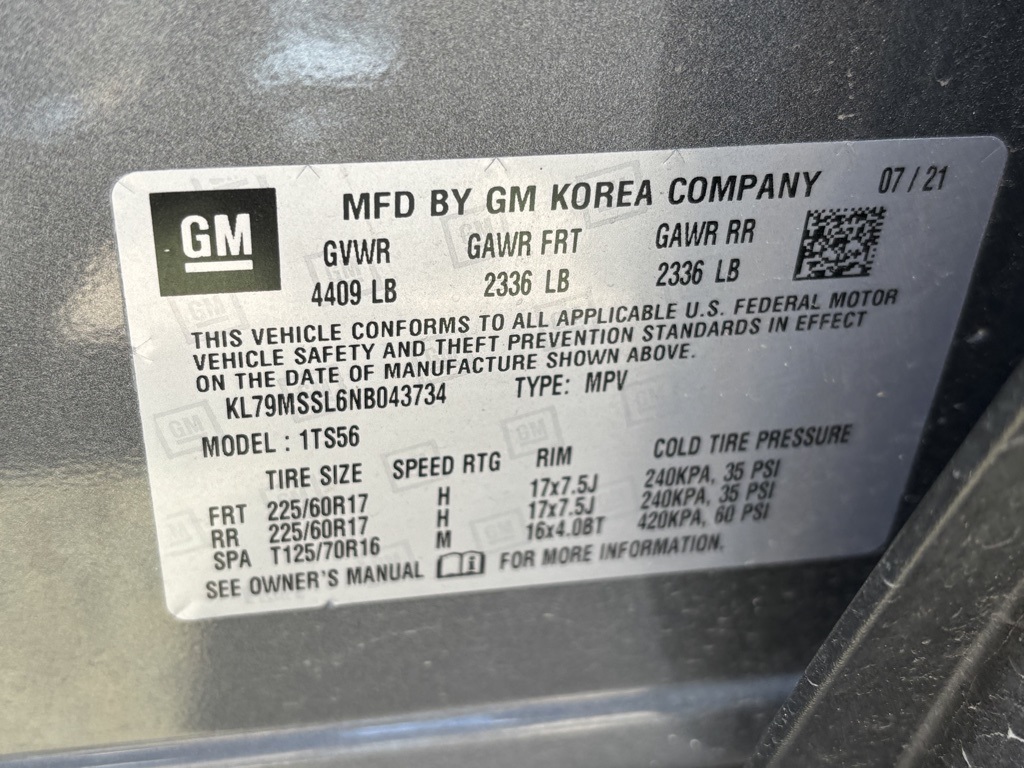 GM
MFD BY GM KOREA COMPANY 07/21
GVWR GAWR FRT GAWR RR
4409 LB 2336 LB 2336 LB
THIS VEHICLE CONFORMS TO ALL APPLICABLE U.S. FEDERAL MOTOR
VEHICLE SAFETY AND THEFT PREVENTION STANDARDS IN EFFECT
ON THE DATE OF MANUFACTURE SHOWN ABOVE.
KL79MSSL6NB043734 TYPE: MPV
MODEL : 1TS56
TIRE SIZE SPEED RTG RIM COLD TIRE PRESSURE
FRT 225/60R17 H 17x7.5J 240KPA, 35 PSI
RR 225/60R17 H 17x7.5J 240KPA, 35 PSI
SPA T125/70R16 M 16x4.0BT 420KPA, 60 PSI
SEE OWNER'S MANUAL FOR MORE INFORMATION.